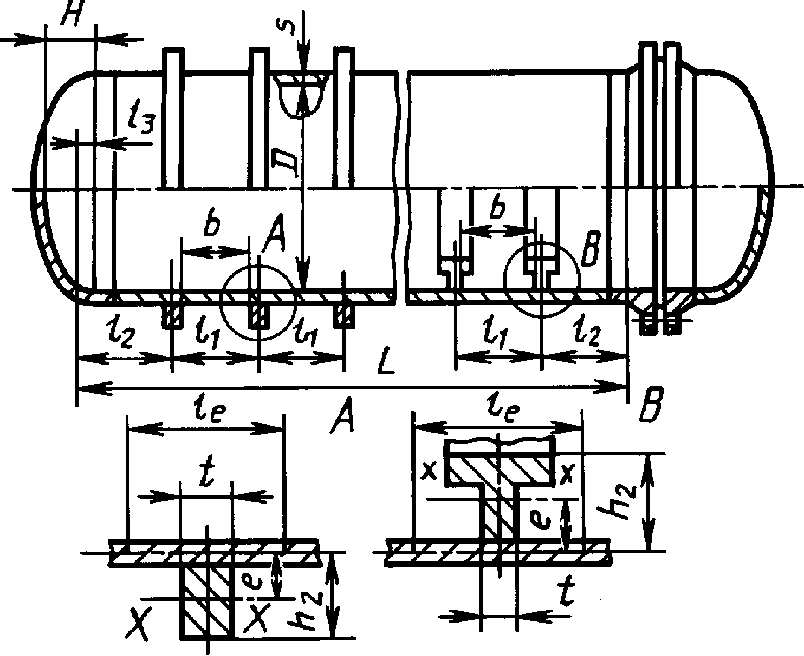 H s
l3 D
b A b B
l2 l1 l1 l1 l2
L
le A le B
t x x h2
e
e h2
X X t